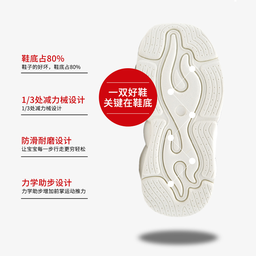 鞋底占80%
鞋子的好坏，鞋底占80%
1/3处减力械设计
1/3处减力械设计
防滑耐磨设计
让宝宝每一步行走更穷轻松
力学助步设计
力学助步增加前掌运动推力
一双好鞋
关键在鞋底